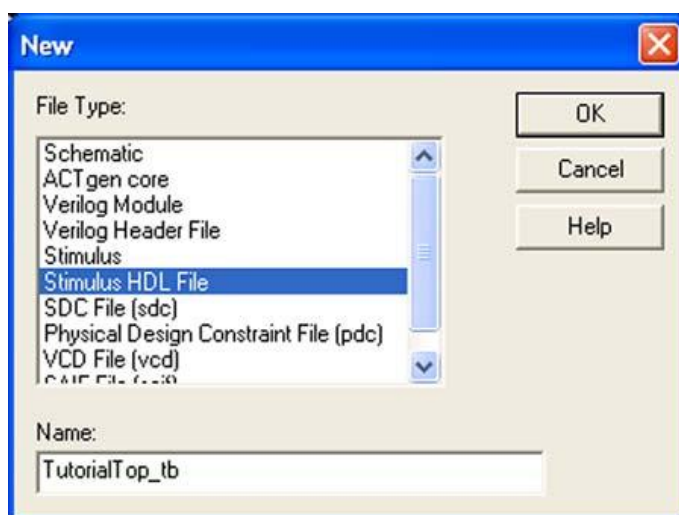 New
File Type:
Schematic
ACTgen core
Verilog Module
Verilog Header File
Stimulus
Stimulus HDL File
SDC File (sdc)
Physical Design Constraint File (pdc)
VCD File (vcd)
OK
Cancel
Help
Name:
TutorialTop_tb